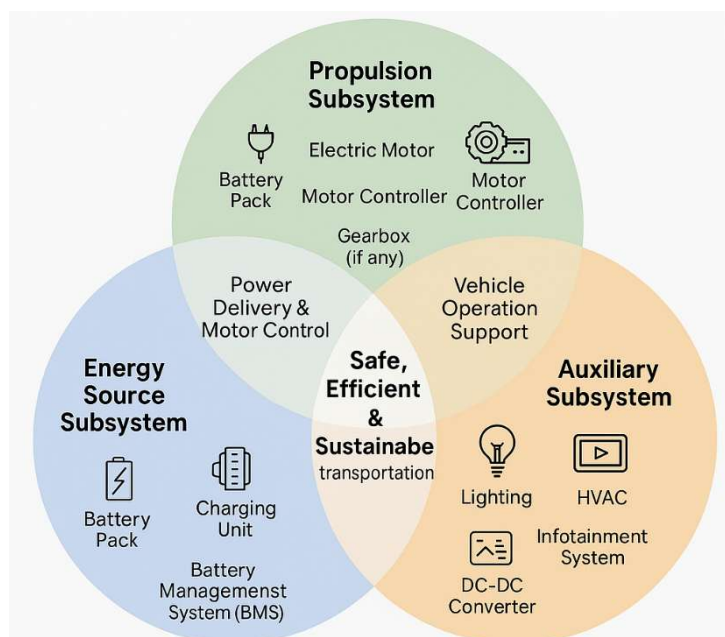 Propulsion
Subsystem
Battery
Pack
Electric Motor
Motor Controller
Gearbox
(if any)
Motor
Controller
Power
Delivery &
Motor Control
Vehicle
Operation
Support
Safe,
Efficient
&
Sustainabe
transportation
Energy
Source
Subsystem
Battery
Pack
Charging
Unit
Battery
Managemenst
System (BMS)
Auxiliary
Subsystem
Lighting
HVAC
Infotainment
System
DC-DC
Converter